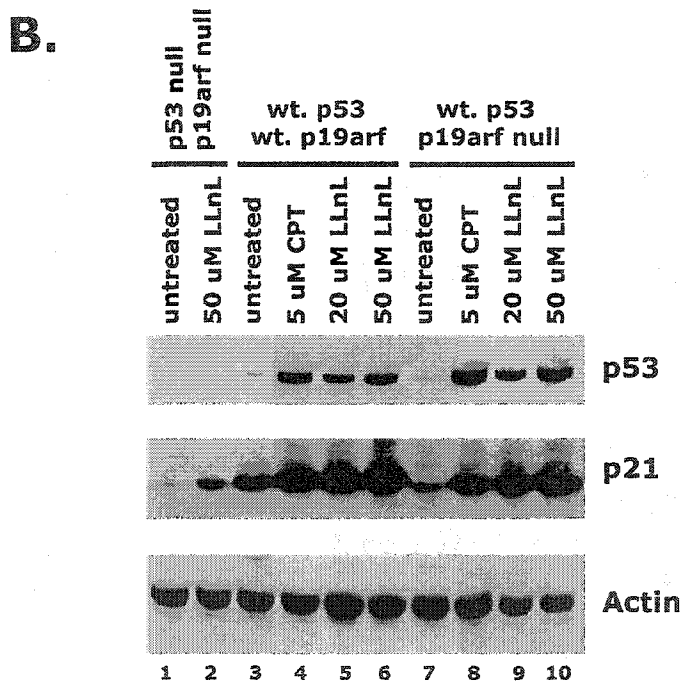 B.
p53 null
p19arf null
wt. p53
wt. p19arf
wt. p53
p19arf null
untreated
50 uM LLnL
untreated
5 uM CPT
20 uM LLnL
50 uM LLnL
untreated
5 uM CPT
20 uM LLnL
50 uM LLnL
p53
p21
Actin
1 2 3 4 5 6 7 8 9 10